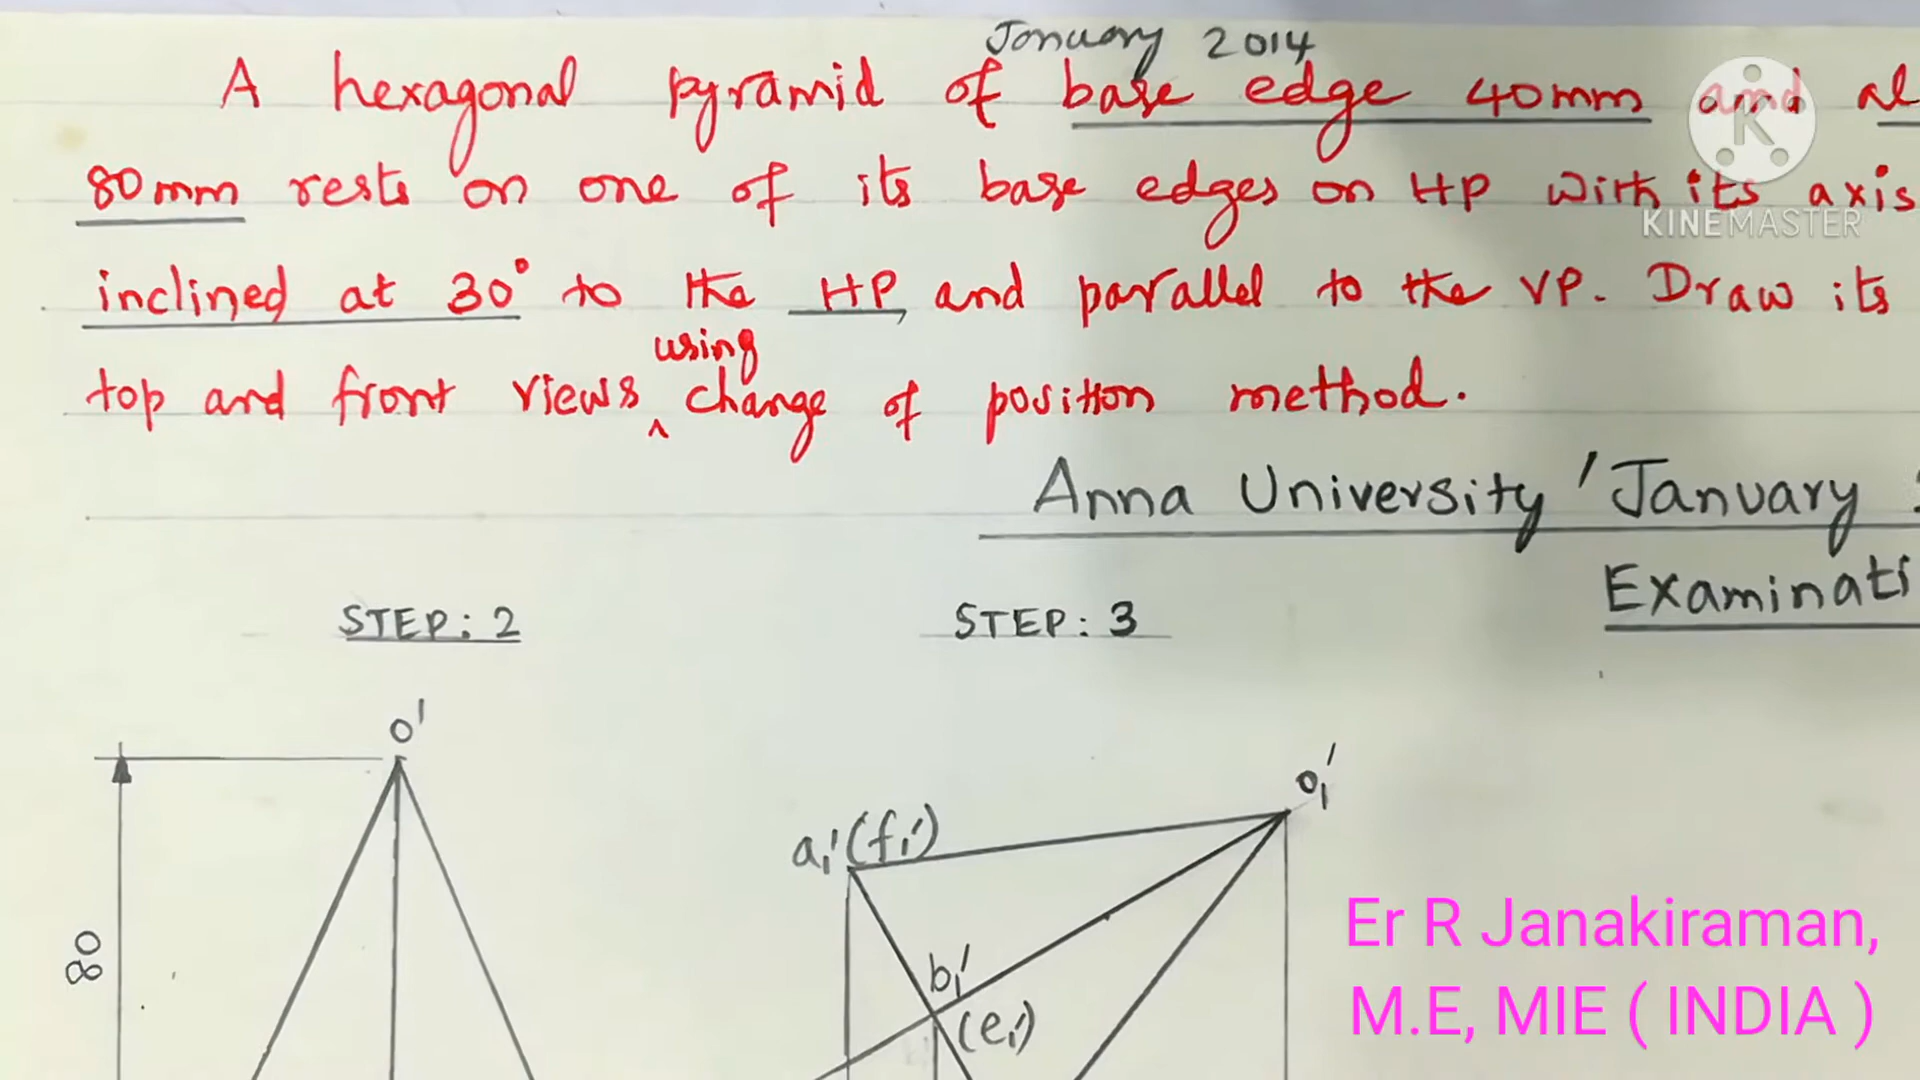 January 2014
A hexagonal pyramid of base edge 40mm and al
80mm rests on one of its base edges on HP with its axis
inclined at 30° to the HP, and parallel to the VP. Draw its
using
top and front views ^ change of position method.
Anna University 'January
Examinati
STEP: 2
STEP: 3
o'
o₁'
a₁' (f₁')
80
b₁'
(e₁')
K
KINEMASTER
Er R Janakiraman,
M.E, MIE ( INDIA )